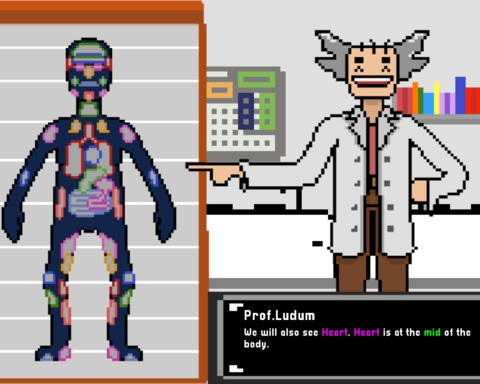 Prof.Ludum
We will also see Heart. Heart is at the mid of the
body.